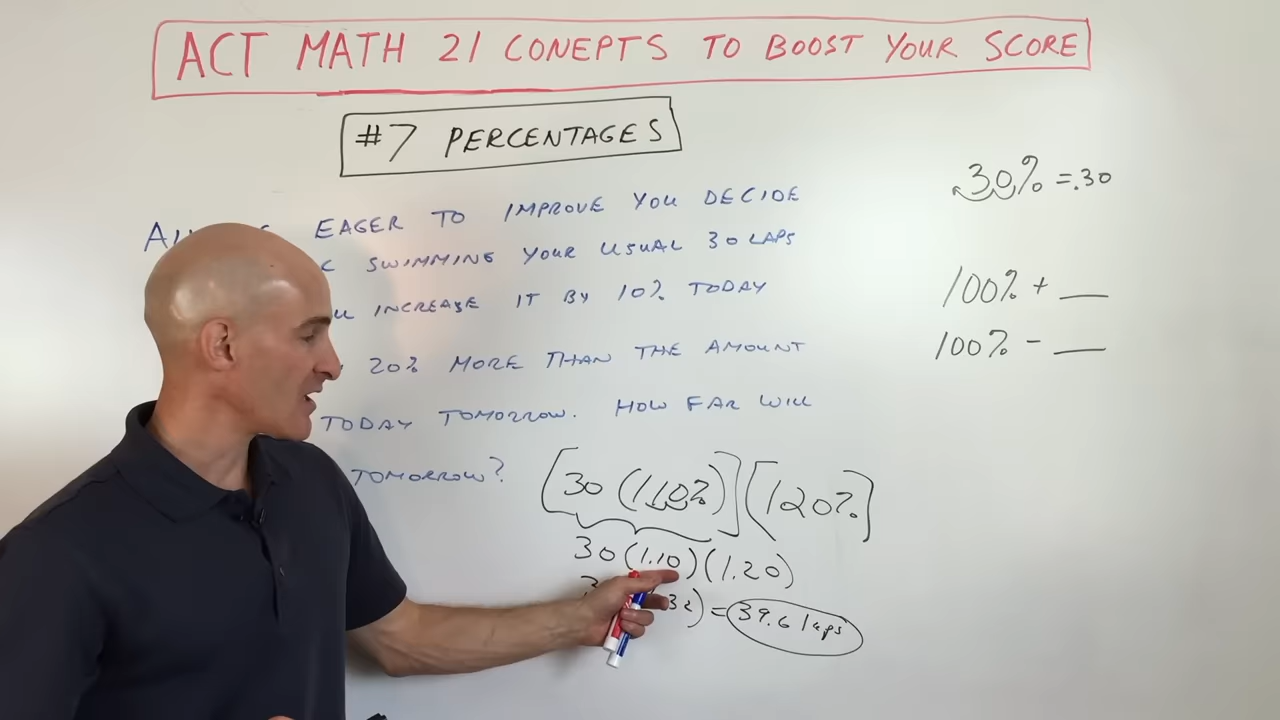 ACT MATH 21 CONEPTS TO BOOST YOUR SCORE
#7 PERCENTAGES
EAGER TO IMPROVE YOU DECIDE
SWIMMING YOUR USUAL 30 LAPS
INCREASE IT BY 10% TODAY
20% MORE THAN THE AMOUNT
TODAY TOMORROW. HOW FAR WILL
TOMORROW?
[30 (110%)] [120%]
30(1.10)(1.20)
= 39.6 laps
30% = .30
100% + __
100% - __